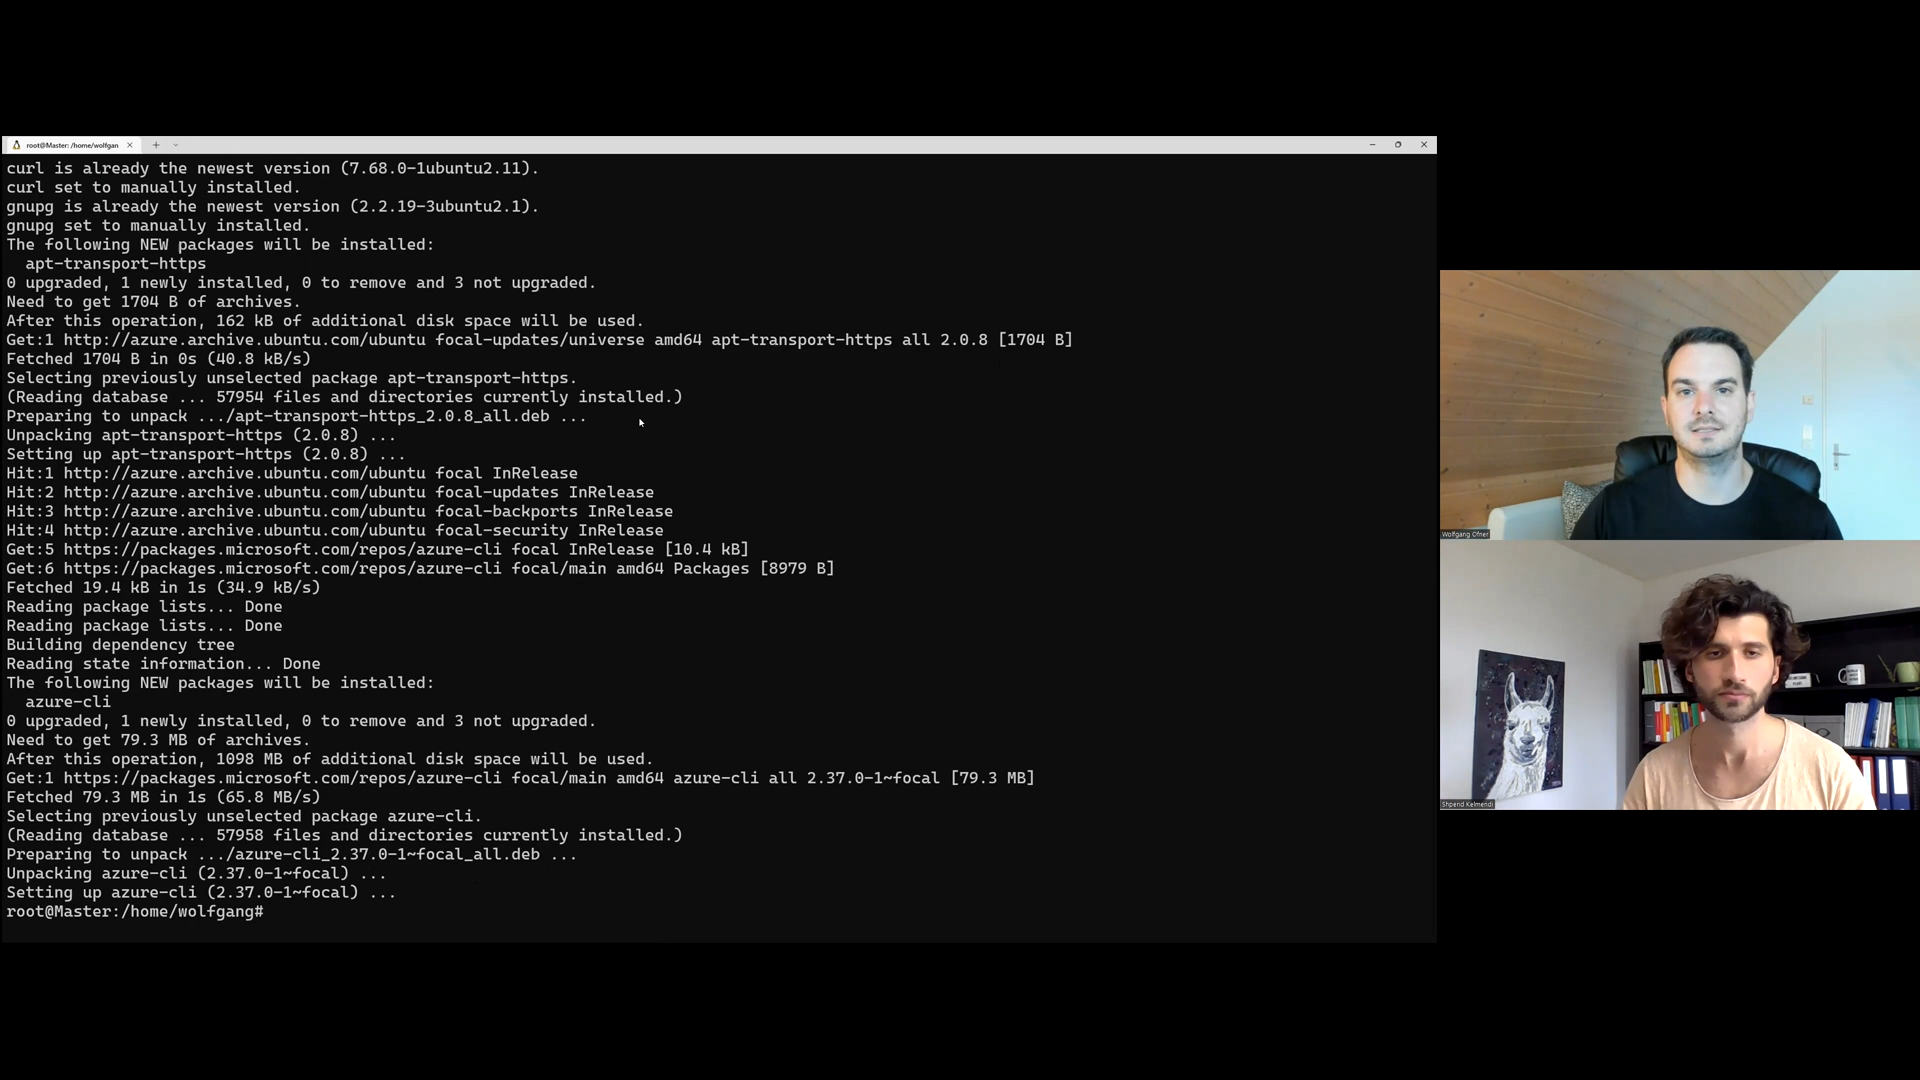 root@Master: /home/wolfgan
curl is already the newest version (7.68.0-1ubuntu2.11).
curl set to manually installed.
gnupg is already the newest version (2.2.19-3ubuntu2.1).
gnupg set to manually installed.
The following NEW packages will be installed:
apt-transport-https
0 upgraded, 1 newly installed, 0 to remove and 3 not upgraded.
Need to get 1704 B of archives.
After this operation, 162 kB of additional disk space will be used.
Get:1 http://azure.archive.ubuntu.com/ubuntu focal-updates/universe amd64 apt-transport-https all 2.0.8 [1704 B]
Fetched 1704 B in 0s (40.8 kB/s)
Selecting previously unselected package apt-transport-https.
(Reading database ... 57954 files and directories currently installed.)
Preparing to unpack .../apt-transport-https_2.0.8_all.deb ...
Unpacking apt-transport-https (2.0.8) ...
Setting up apt-transport-https (2.0.8) ...
Hit:1 http://azure.archive.ubuntu.com/ubuntu focal InRelease
Hit:2 http://azure.archive.ubuntu.com/ubuntu focal-updates InRelease
Hit:3 http://azure.archive.ubuntu.com/ubuntu focal-backports InRelease
Hit:4 http://azure.archive.ubuntu.com/ubuntu focal-security InRelease
Get:5 https://packages.microsoft.com/repos/azure-cli focal InRelease [10.4 kB]
Get:6 https://packages.microsoft.com/repos/azure-cli focal/main amd64 Packages [8979 B]
Fetched 19.4 kB in 1s (34.9 kB/s)
Reading package lists... Done
Reading package lists... Done
Building dependency tree
Reading state information... Done
The following NEW packages will be installed:
azure-cli
0 upgraded, 1 newly installed, 0 to remove and 3 not upgraded.
Need to get 79.3 MB of archives.
After this operation, 1098 MB of additional disk space will be used.
Get:1 https://packages.microsoft.com/repos/azure-cli focal/main amd64 azure-cli all 2.37.0-1~focal [79.3 MB]
Fetched 79.3 MB in 1s (65.8 MB/s)
Selecting previously unselected package azure-cli.
(Reading database ... 57958 files and directories currently installed.)
Preparing to unpack .../azure-cli_2.37.0-1~focal_all.deb ...
Unpacking azure-cli (2.37.0-1~focal) ...
Setting up azure-cli (2.37.0-1~focal) ...
root@Master:/home/wolfgang#
Wolfgang Ofner
Shpend Kelmendi